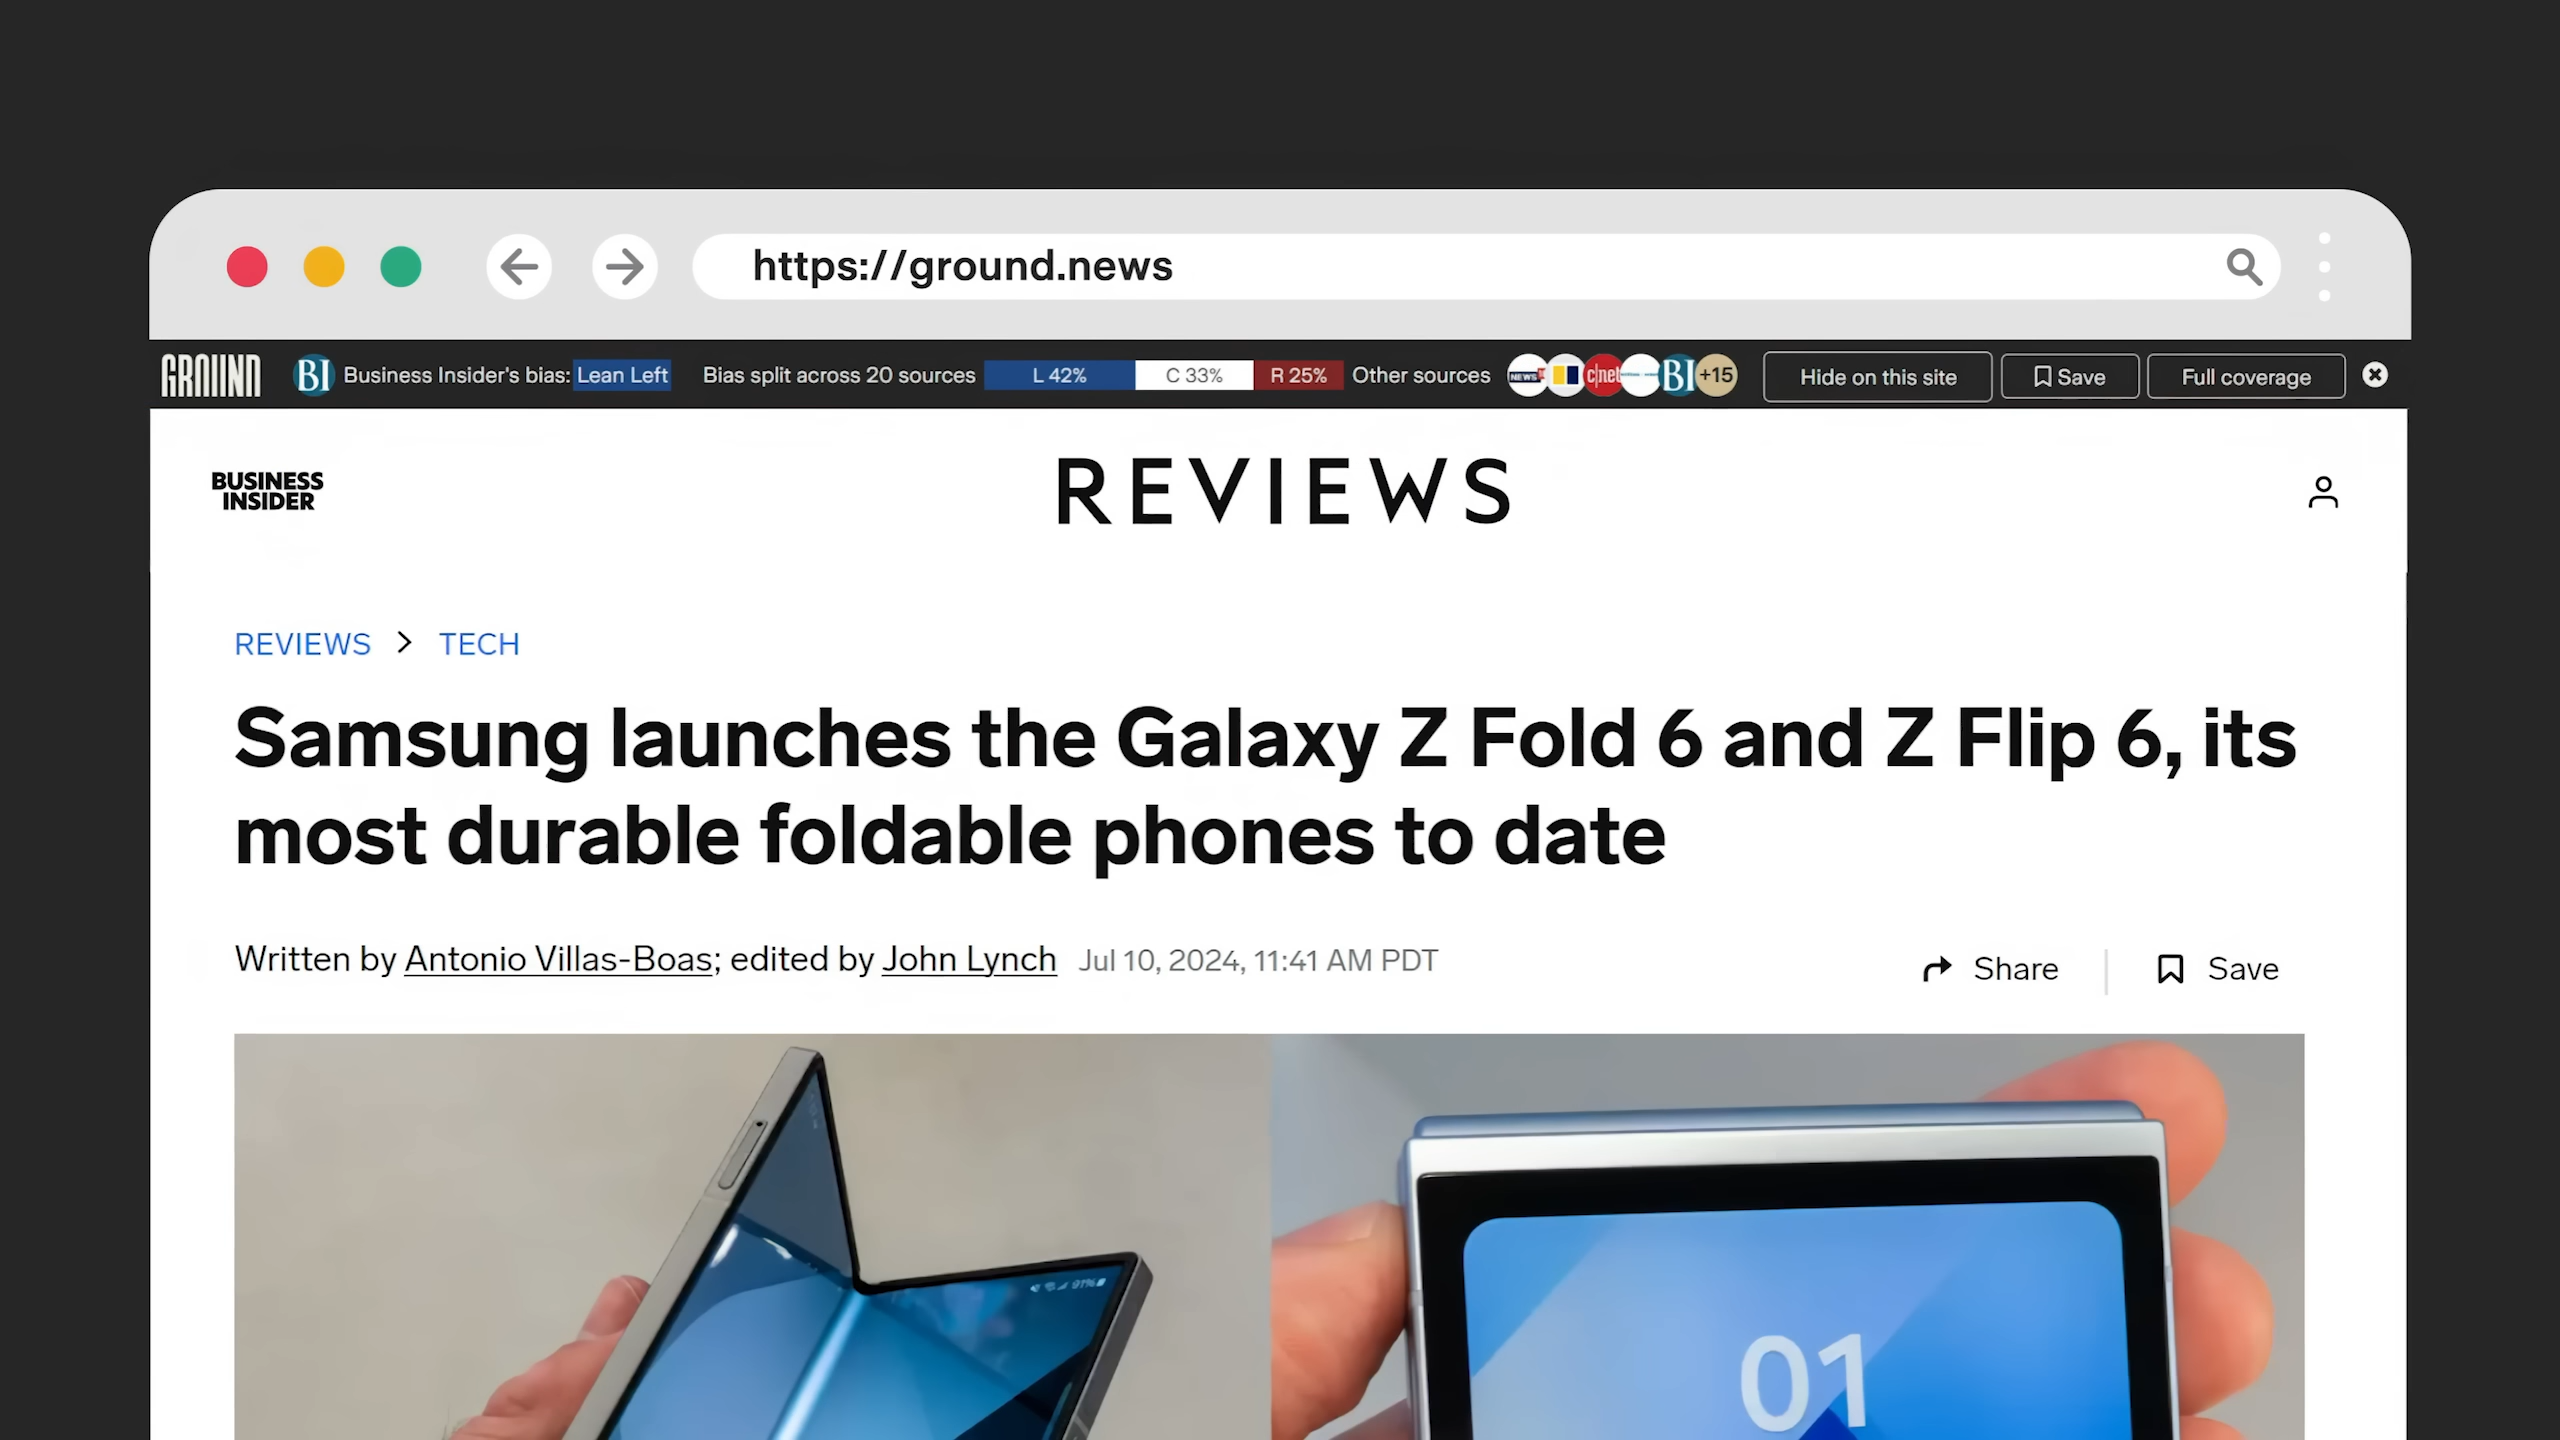 https://ground.news
GROUND BI Business Insider's bias: Lean Left Bias split across 20 sources L 42% C 33% R 25% Other sources NEWS c|net BI +15 Hide on this site Save Full coverage
BUSINESS
INSIDER
REVIEWS
REVIEWS > TECH
Samsung launches the Galaxy Z Fold 6 and Z Flip 6, its
most durable foldable phones to date
Written by Antonio Villas-Boas; edited by John Lynch Jul 10, 2024, 11:41 AM PDT
Share Save
91%
01